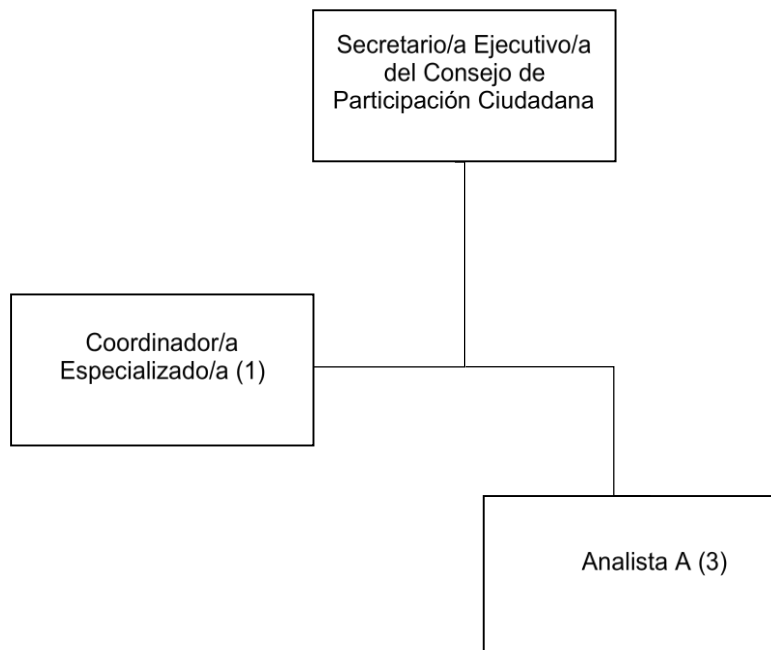 Secretario/a Ejecutivo/a
del Consejo de
Participación Ciudadana
Coordinador/a
Especializado/a (1)
Analista A (3)